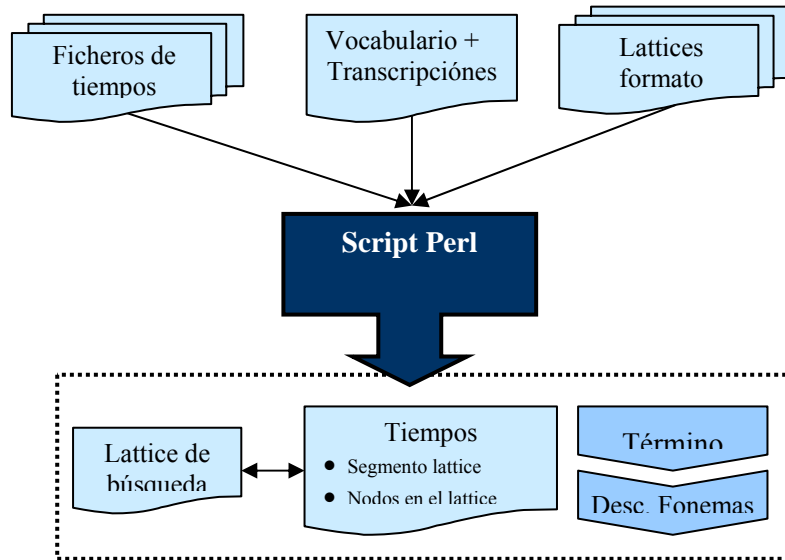 Ficheros de
tiempos
Vocabulario +
Transcripciónes
Lattices
formato
Script Perl
Lattice de
búsqueda
Tiempos
● Segmento lattice
● Nodos en el lattice
Término
Desc. Fonemas